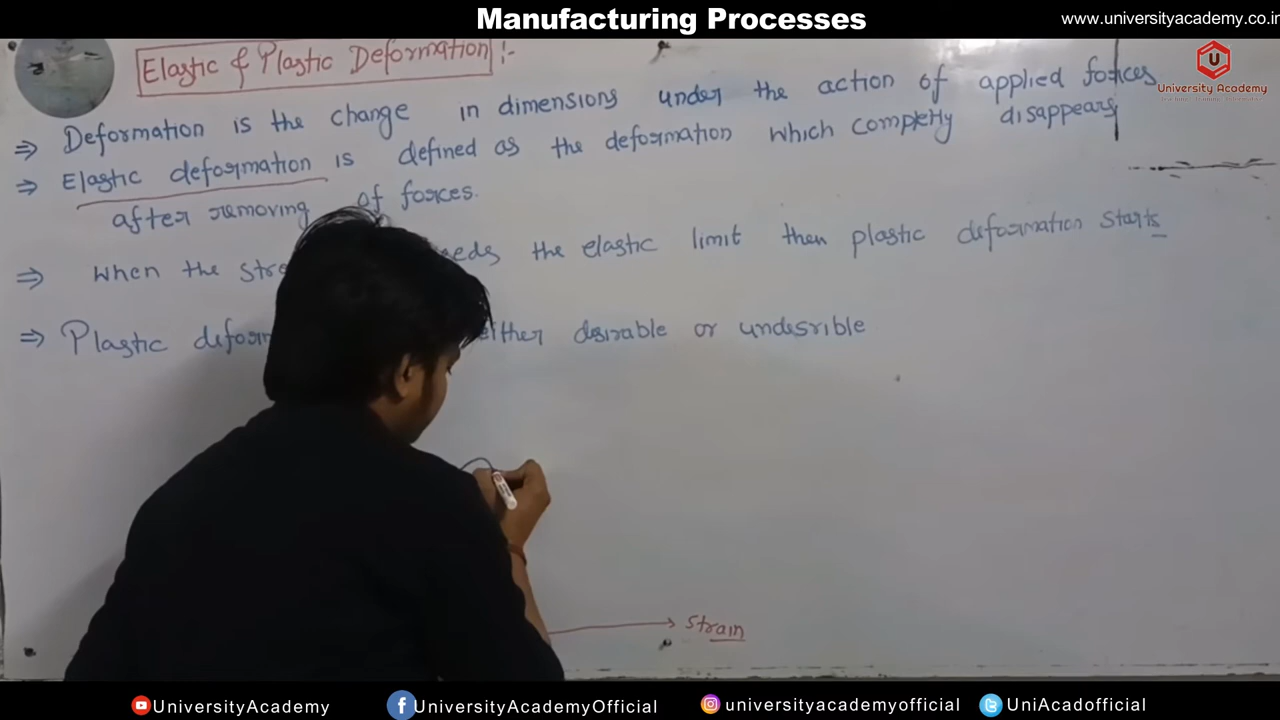 Manufacturing Processes
www.universityacademy.co.in
University Academy
Elastic & Plastic Deformation :-
⇒ Deformation is the change in dimensions under the action of applied forces
⇒ Elastic deformation is defined as the deformation which completly disappears
after removing of forces.
⇒ When the stre eeds the elastic limit then plastic deformation starts
⇒ Plastic deform either desirable or undesrible
Strain
UniversityAcademy
UniversityAcademyOfficial
universityacademyofficial
UniAcadofficial